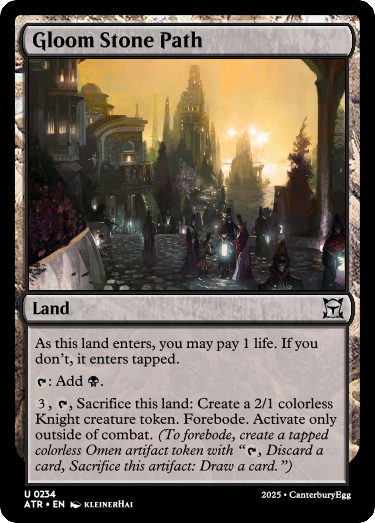 Gloom Stone Path
Land
As this land enters, you may pay 1 life. If you
don't, it enters tapped.
: Add .
3, , Sacrifice this land: Create a 2/1 colorless
Knight creature token. Forebode. Activate only
outside of combat. (To forebode, create a tapped
colorless Omen artifact token with “, Discard a
card, Sacrifice this artifact: Draw a card.”)
U 0234
ATR • EN KLEINERHAI
2025 • CanterburyEgg